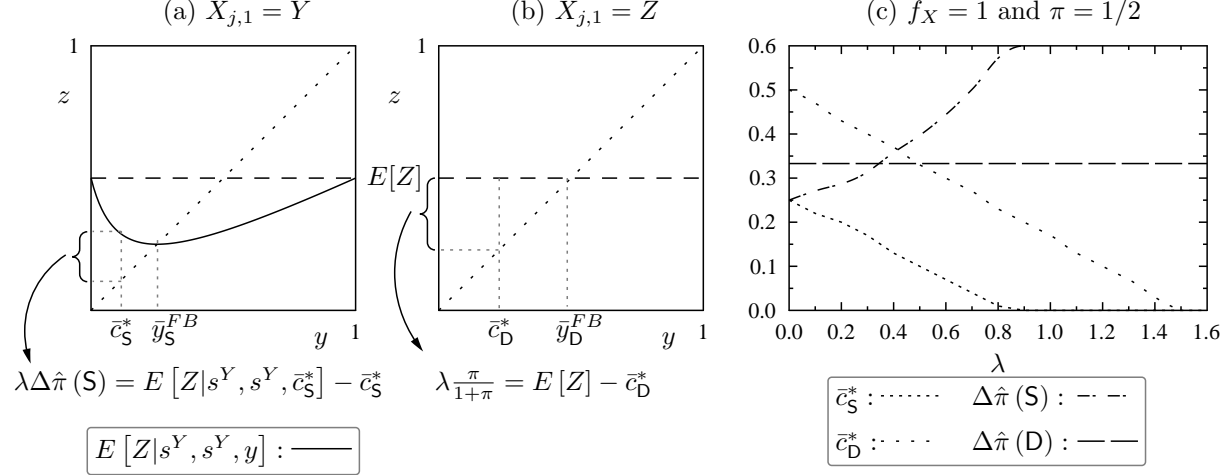 (a) X_{j,1} = Y
(b) X_{j,1} = Z
(c) f_X = 1 and π = 1/2
1
z
c̄*_S
ȳ^{FB}_S
y
1
λΔπ̂ (S) = E [Z|s^Y, s^Y, c̄*_S] − c̄*_S
E [Z|s^Y, s^Y, y] :
1
z
E[Z]
c̄*_D
ȳ^{FB}_D
y
1
λ π/(1+π) = E [Z] − c̄*_D
0.6
0.5
0.4
0.3
0.2
0.1
0.0
0.0 0.2 0.4 0.6 0.8 1.0 1.2 1.4 1.6
λ
c̄*_S : Δπ̂ (S) :
c̄*_D : Δπ̂ (D) :